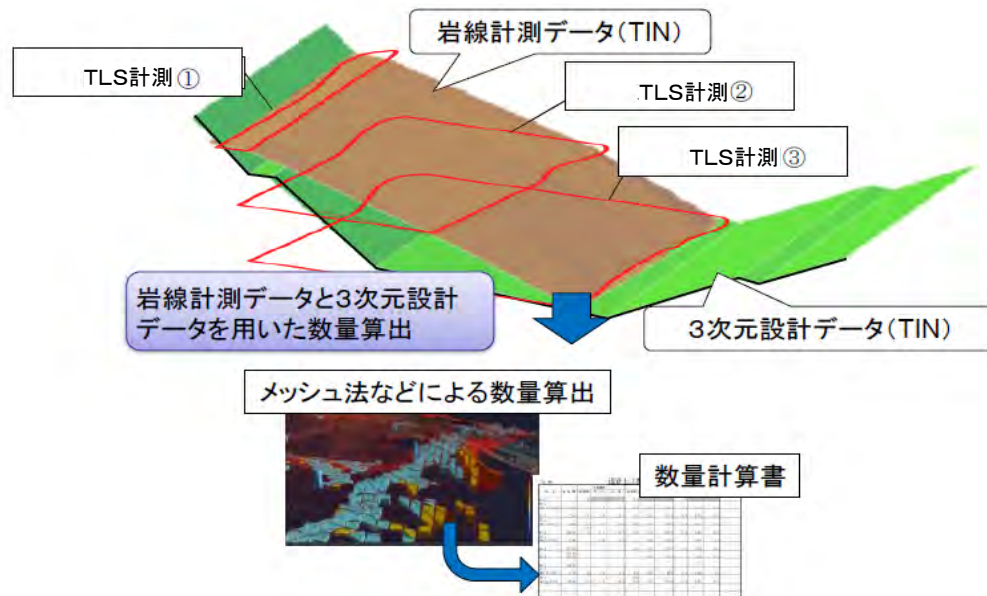 岩線計測データ(TIN)
TLS計測①
TLS計測②
TLS計測③
岩線計測データと3次元設計
データを用いた数量算出
3次元設計データ(TIN)
メッシュ法などによる数量算出
数量計算書